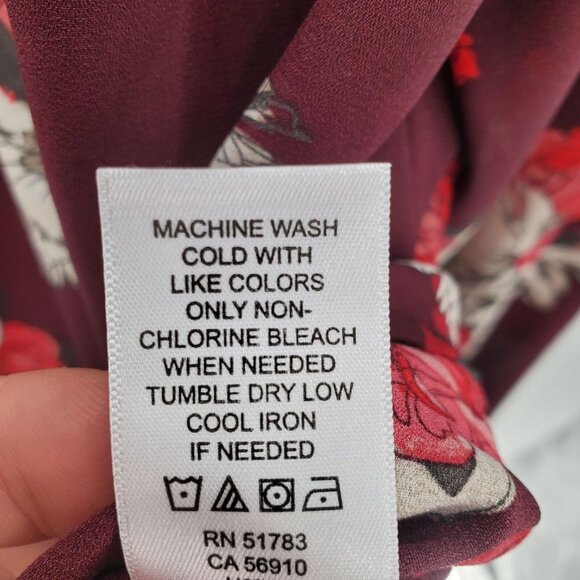 MACHINE WASH
COLD WITH
LIKE COLORS
ONLY NON-
CHLORINE BLEACH
WHEN NEEDED
TUMBLE DRY LOW
COOL IRON
IF NEEDED
RN 51783
CA 56910